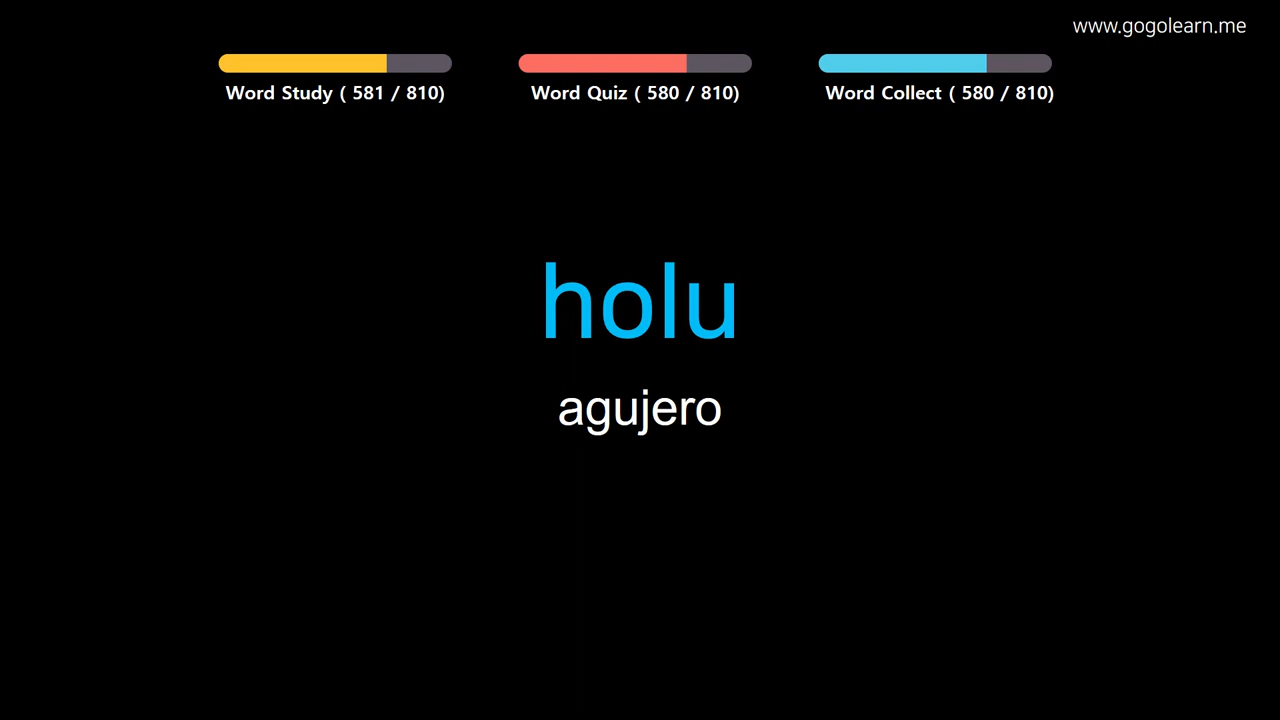 www.gogolearn.me
Word Study ( 581 / 810)
Word Quiz ( 580 / 810)
Word Collect ( 580 / 810)
holu
agujero